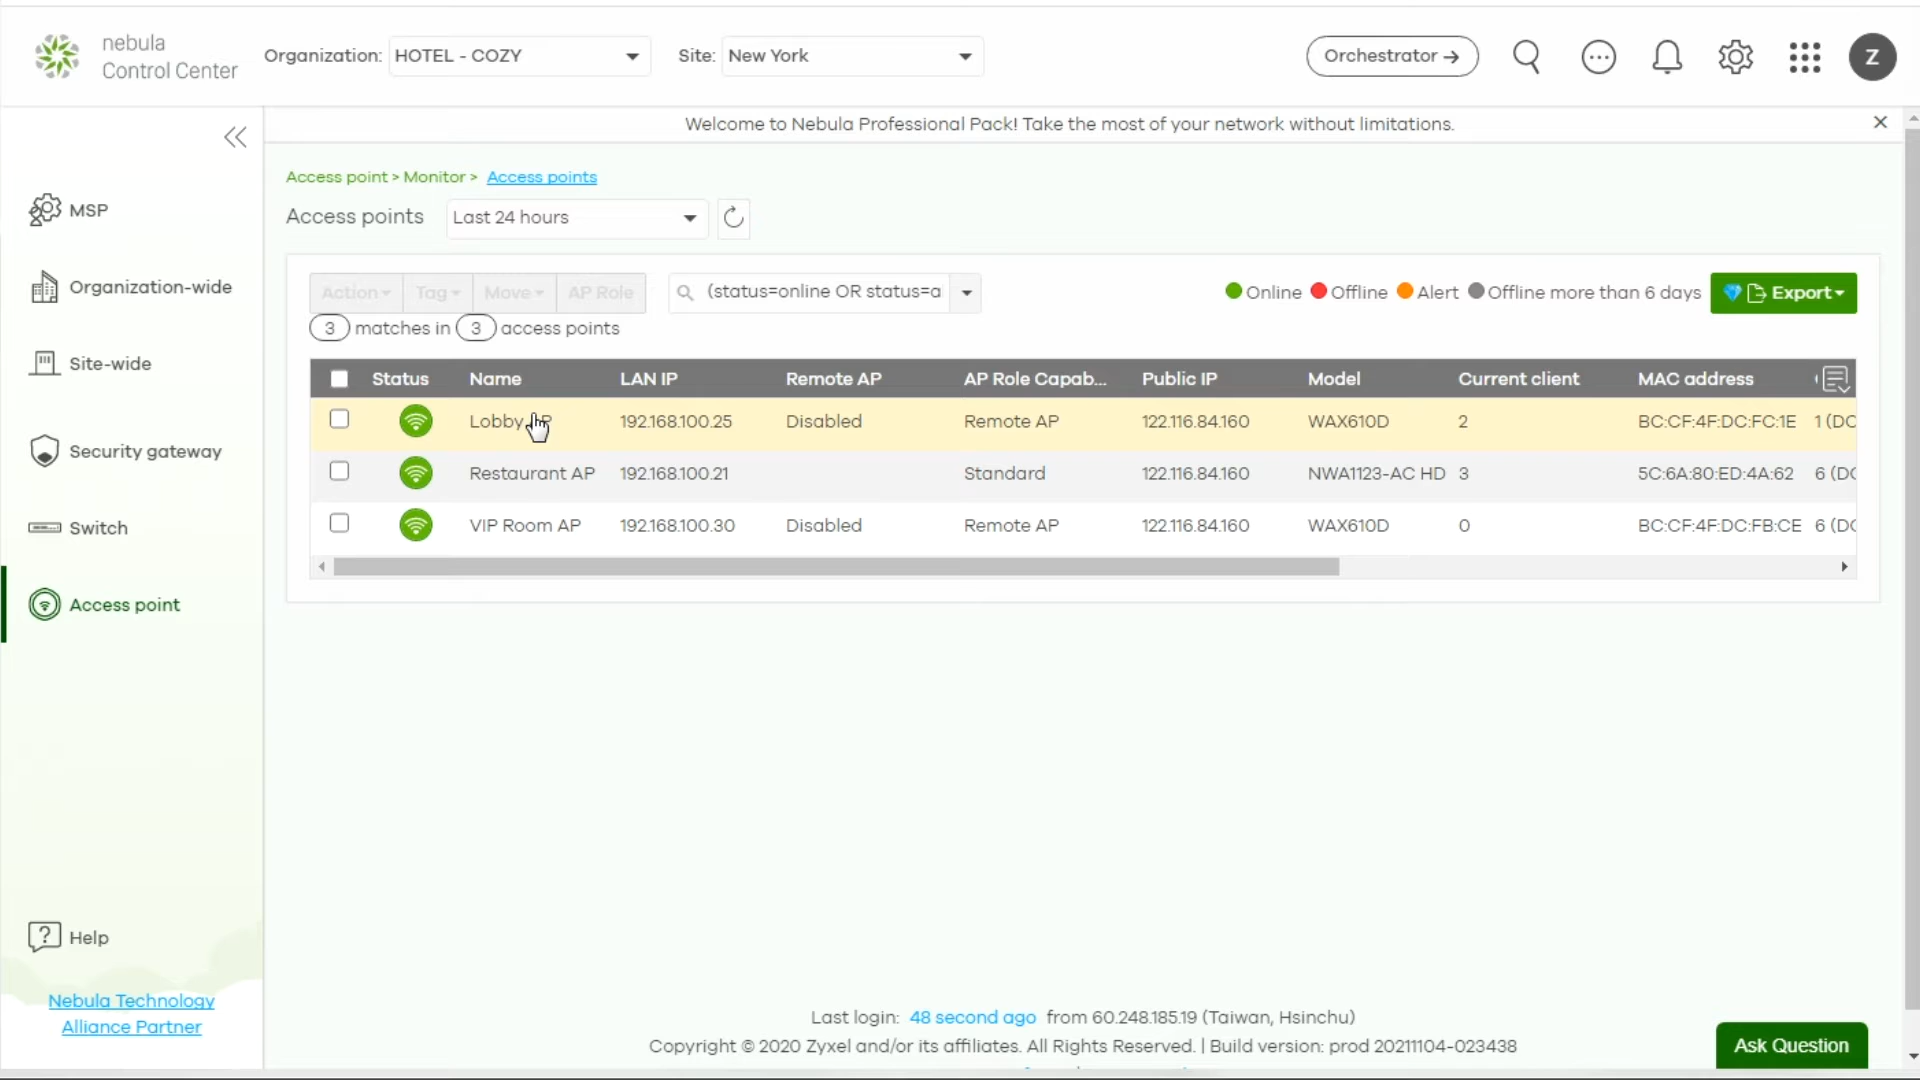 nebula
Control Center
Organization: HOTEL - COZY
Site: New York
Orchestrator →
Z
Welcome to Nebula Professional Pack! Take the most of your network without limitations.
MSP
Organization-wide
Site-wide
Security gateway
Switch
Access point
Help
Nebula Technology
Alliance Partner
Access point > Monitor > Access points
Access points Last 24 hours
Action Tag Move AP Role (status=online OR status=a
Online Offline Alert Offline more than 6 days Export
3 matches in 3 access points
Status Name LAN IP Remote AP AP Role Capab... Public IP Model Current client MAC address
Lobby 192.168.100.25 Disabled Remote AP 122.116.84.160 WAX610D 2 BC:CF:4F:DC:FC:1E 1 (DC
Restaurant AP 192.168.100.21 Standard 122.116.84.160 NWA1123-AC HD 3 5C:6A:80:ED:4A:62 6 (DC
VIP Room AP 192.168.100.30 Disabled Remote AP 122.116.84.160 WAX610D 0 BC:CF:4F:DC:FB:CE 6 (DC
Last login: 48 second ago from 60.248.185.19 (Taiwan, Hsinchu)
Copyright © 2020 Zyxel and/or its affiliates. All Rights Reserved. | Build version: prod 20211104-023438
Ask Question